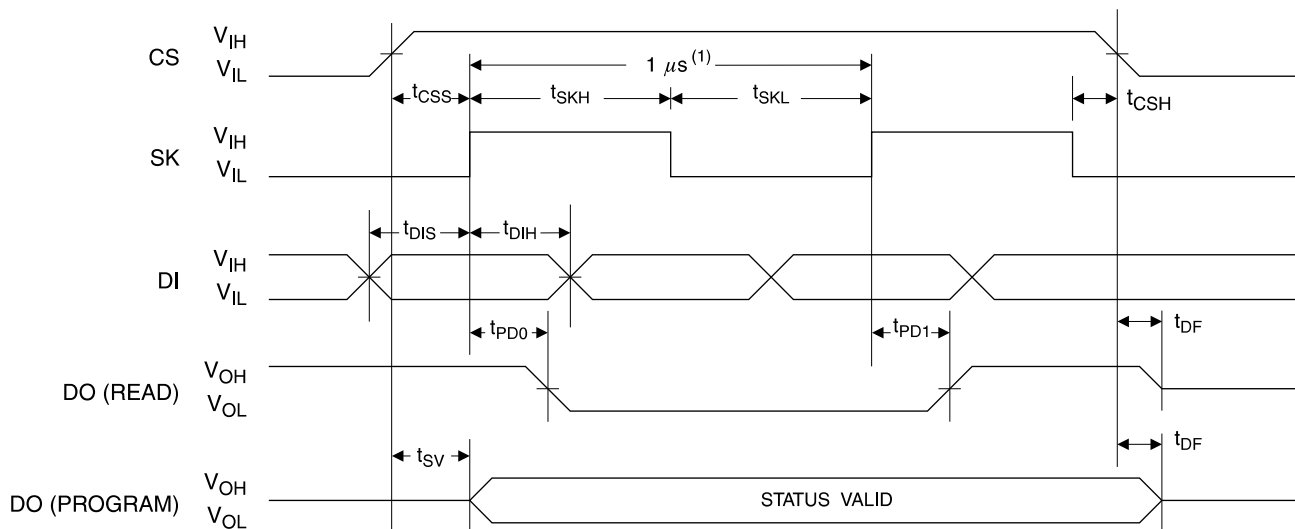 CS V_IH
V_IL
1 μs (1)
t_CSS t_SKH t_SKL t_CSH
SK V_IH
V_IL
t_DIS t_DIH
DI V_IH
V_IL
t_PD0 t_PD1 t_DF
DO (READ) V_OH
V_OL
t_SV t_DF
DO (PROGRAM) V_OH
STATUS VALID
V_OL